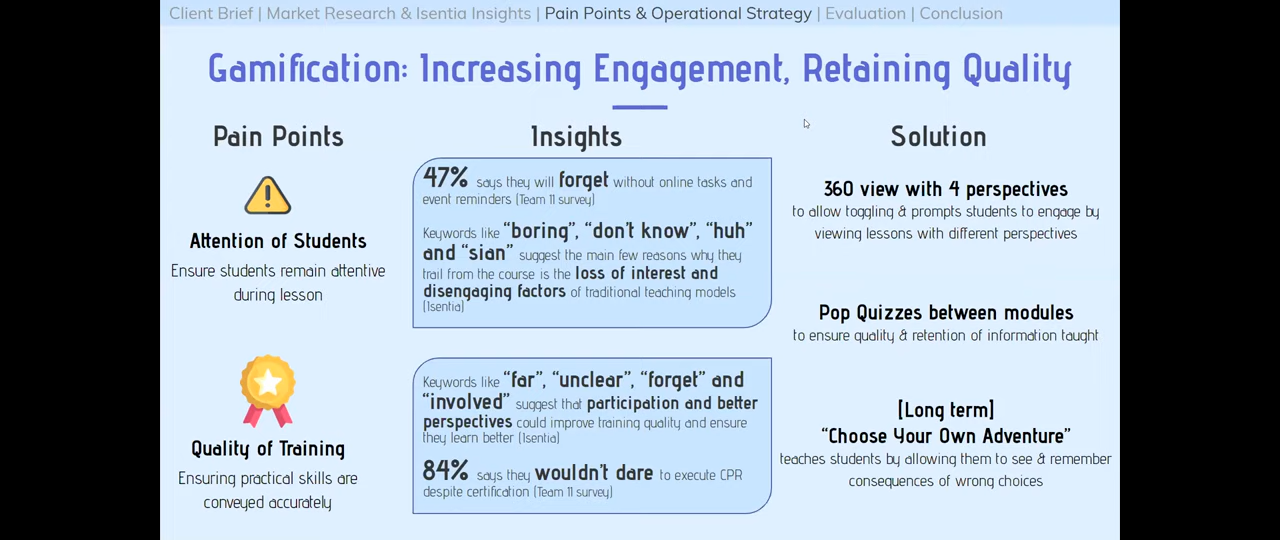 Client Brief | Market Research & Isentia Insights | Pain Points & Operational Strategy | Evaluation | Conclusion
Gamification: Increasing Engagement, Retaining Quality
Pain Points
Attention of Students
Ensure students remain attentive
during lesson
Quality of Training
Ensuring practical skills are
conveyed accurately
Insights
47% says they will forget without online tasks and
event reminders (Team 11 survey)
Keywords like “boring”, “don’t know”, “huh”
and “sian” suggest the main few reasons why they
trail from the course is the loss of interest and
disengaging factors of traditional teaching models
(Isentia)
Keywords like “far”, “unclear”, “forget” and
“involved” suggest that participation and better
perspectives could improve training quality and ensure
they learn better (Isentia)
84% says they wouldn’t dare to execute CPR
despite certification (Team 11 survey)
Solution
360 view with 4 perspectives
to allow toggling & prompts students to engage by
viewing lessons with different perspectives
Pop Quizzes between modules
to ensure quality & retention of information taught
[Long term]
“Choose Your Own Adventure”
teaches students by allowing them to see & remember
consequences of wrong choices